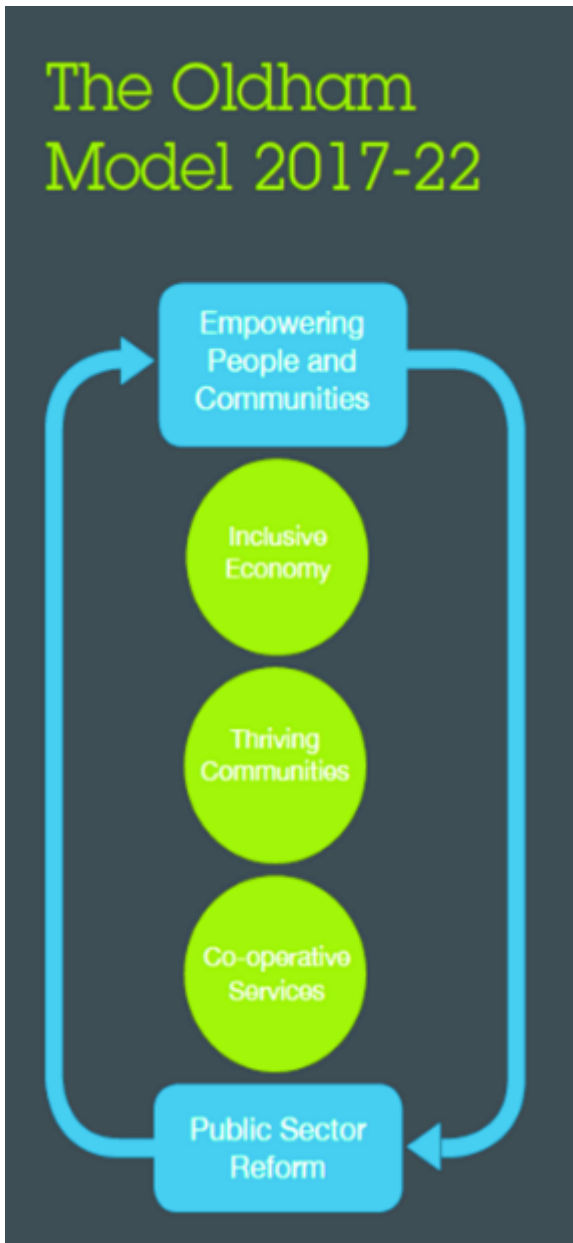 The Oldham
Model 2017-22
Empowering
People and
Communities
Inclusive
Economy
Thriving
Communities
Co-operative
Services
Public Sector
Reform